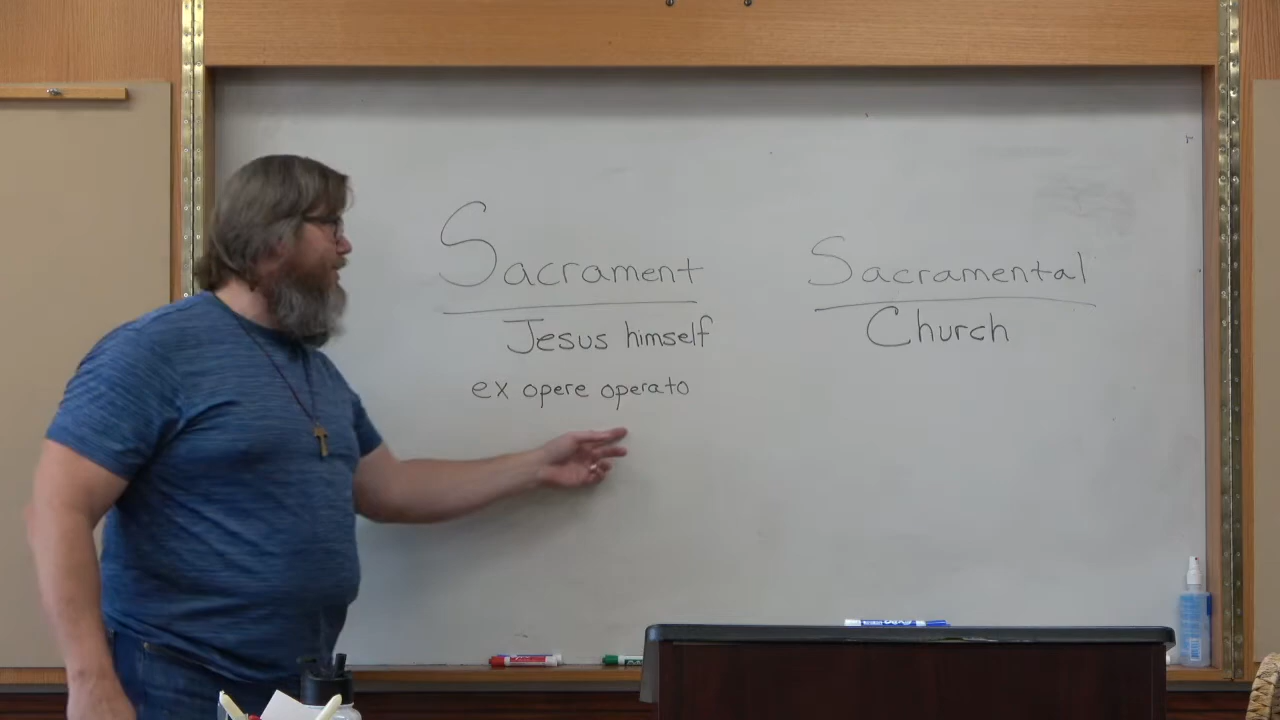 Sacrament
Jesus himself
ex opere operato
Sacramental
Church